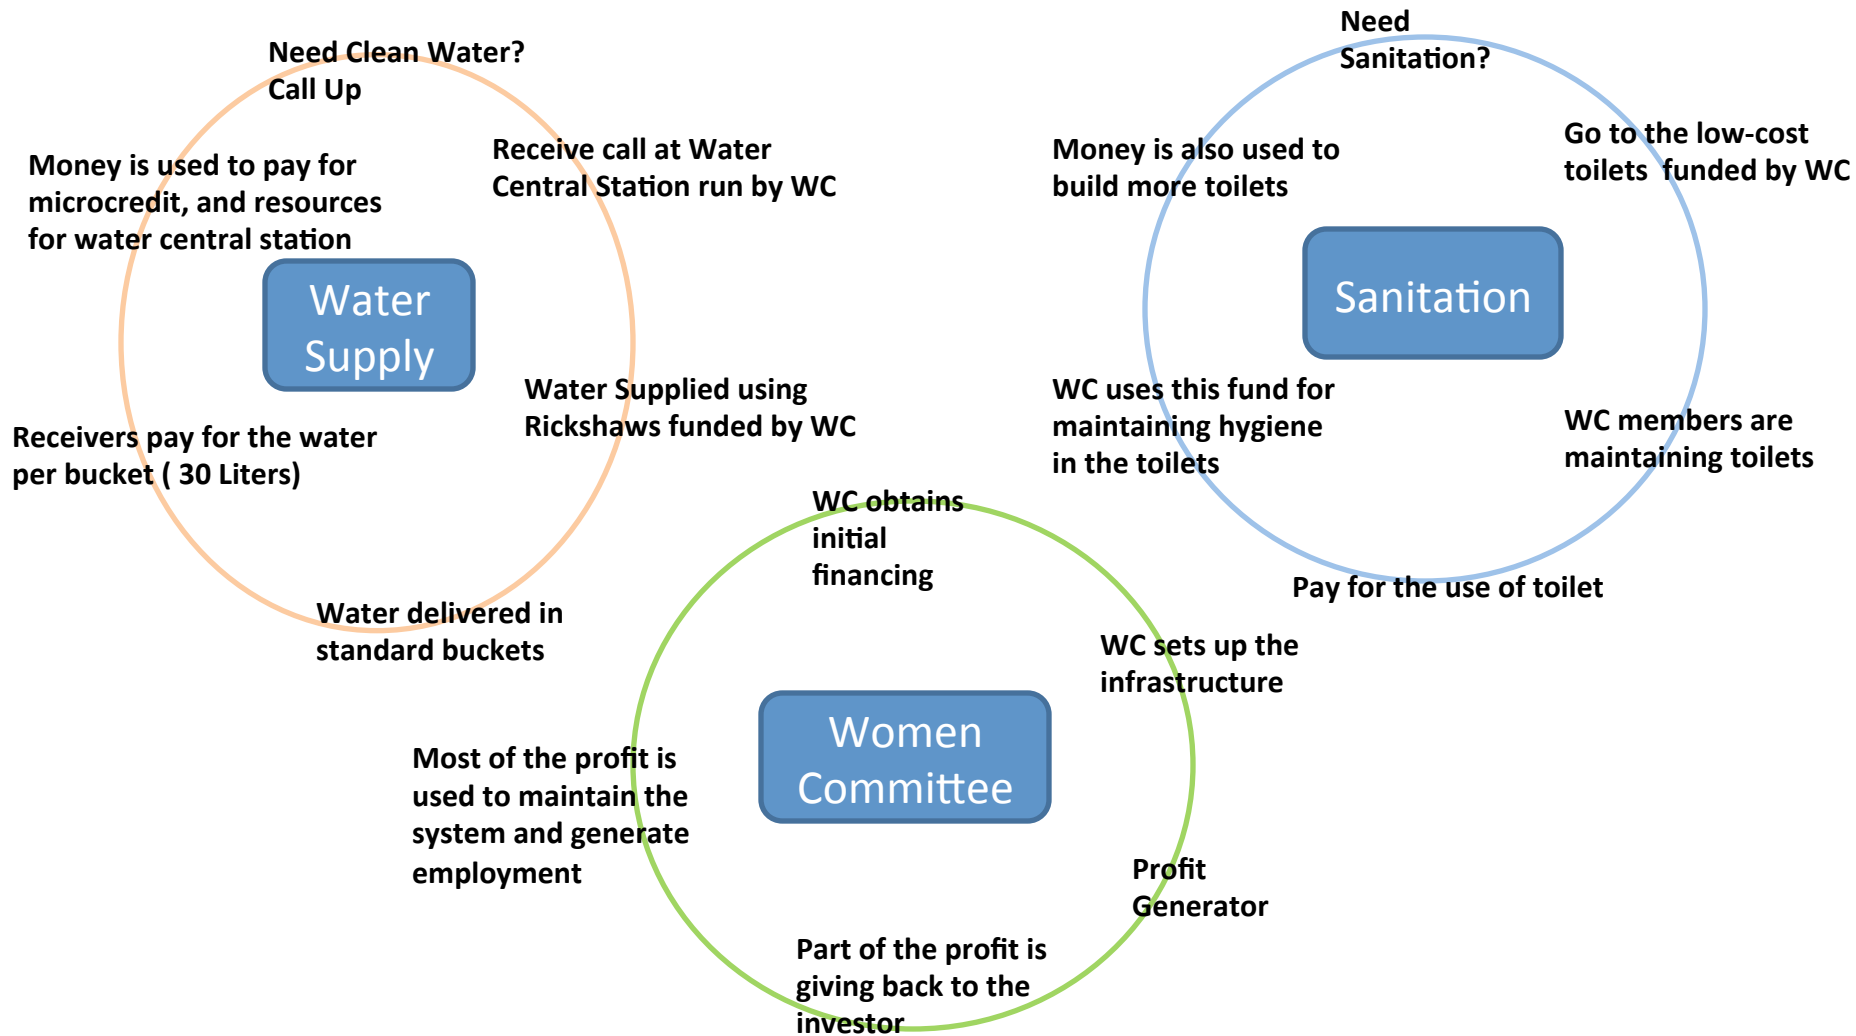 Need Clean Water?
Call Up
Receive call at Water
Central Station run by WC
Water Supplied using
Rickshaws funded by WC
Water delivered in
standard buckets
Receivers pay for the water
per bucket ( 30 Liters)
Money is used to pay for
microcredit, and resources
for water central station
Water
Supply
Need
Sanitation?
Go to the low-cost
toilets  funded by WC
WC members are
maintaining toilets
Pay for the use of toilet
WC uses this fund for
maintaining hygiene
in the toilets
Money is also used to
build more toilets
Sanitation
WC obtains
initial
financing
WC sets up the
infrastructure
Profit
Generator
Part of the profit is
giving back to the
investor
Most of the profit is
used to maintain the
system and generate
employment
Women
Committee